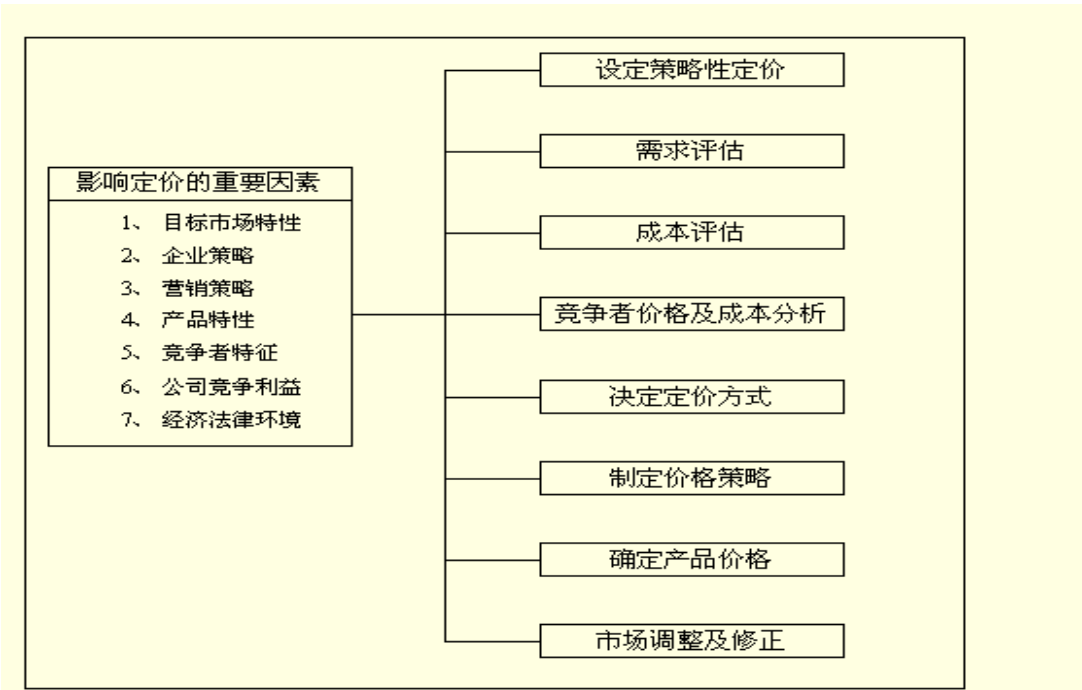 影响定价的重要因素
1、 目标市场特性
2、 企业策略
3、 营销策略
4、 产品特性
5、 竞争者特征
6、 公司竞争利益
7、 经济法律环境
设定策略性定价
需求评估
成本评估
竞争者价格及成本分析
决定定价方式
制定价格策略
确定产品价格
市场调整及修正